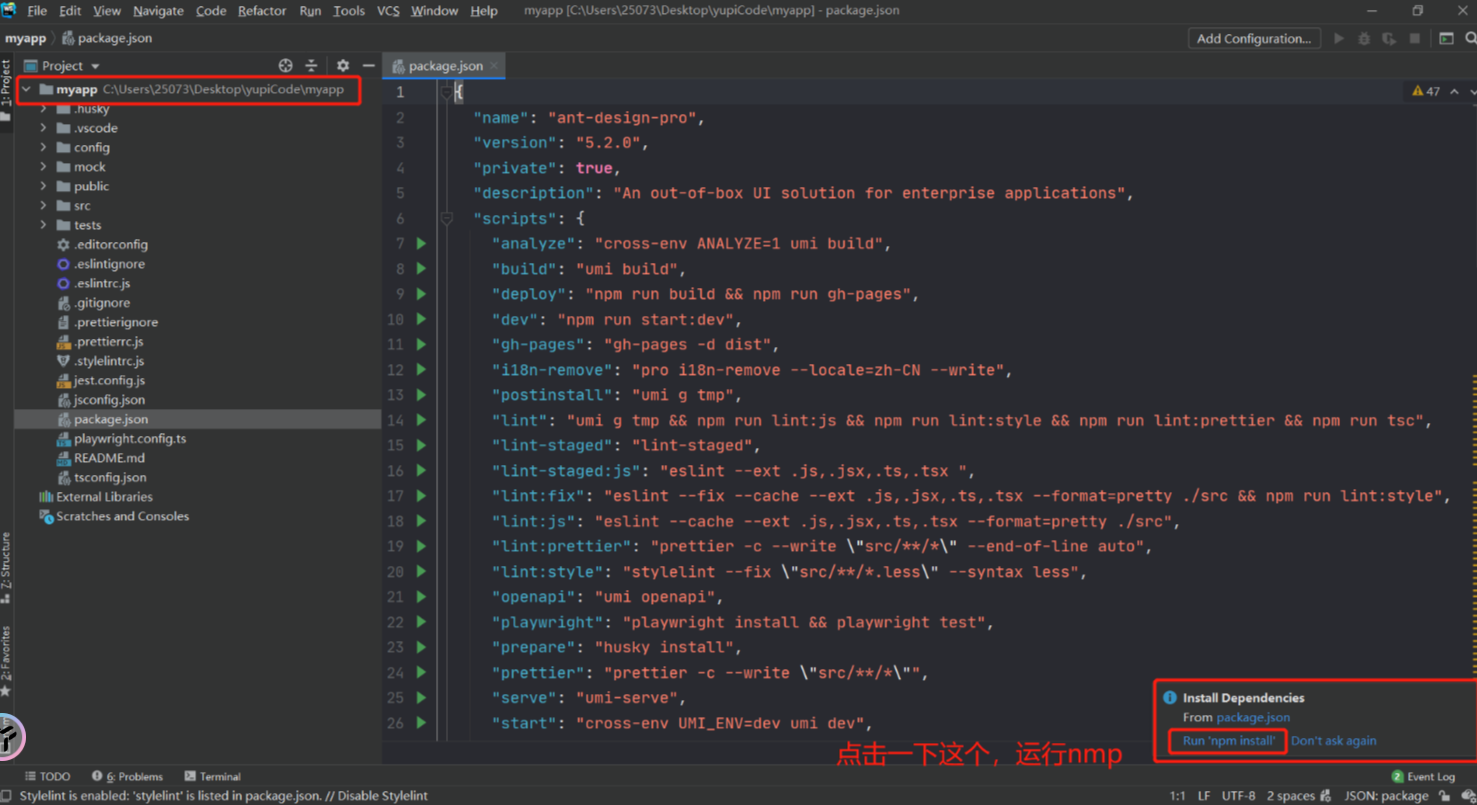 File Edit View Navigate Code Refactor Run Tools VCS Window Help myapp [C:\Users\25073\Desktop\yupiCode\myapp] - package.json
myapp package.json Add Configuration...
Project
package.json
1: Project
myapp C:\Users\25073\Desktop\yupiCode\myapp
.husky
.vscode
config
mock
public
src
tests
.editorconfig
.eslintignore
.eslintrc.js
.gitignore
.prettierignore
.prettierrc.js
.stylelintrc.js
jest.config.js
jsconfig.json
package.json
playwright.config.ts
README.md
tsconfig.json
External Libraries
Scratches and Consoles
Z: Structure
2: Favorites
47
1 {
2 "name": "ant-design-pro",
3 "version": "5.2.0",
4 "private": true,
5 "description": "An out-of-box UI solution for enterprise applications",
6 "scripts": {
7 "analyze": "cross-env ANALYZE=1 umi build",
8 "build": "umi build",
9 "deploy": "npm run build && npm run gh-pages",
10 "dev": "npm run start:dev",
11 "gh-pages": "gh-pages -d dist",
12 "i18n-remove": "pro i18n-remove --locale=zh-CN --write",
13 "postinstall": "umi g tmp",
14 "lint": "umi g tmp && npm run lint:js && npm run lint:style && npm run lint:prettier && npm run tsc",
15 "lint-staged": "lint-staged",
16 "lint-staged:js": "eslint --ext .js,.jsx,.ts,.tsx ",
17 "lint:fix": "eslint --fix --cache --ext .js,.jsx,.ts,.tsx --format=pretty ./src && npm run lint:style",
18 "lint:js": "eslint --cache --ext .js,.jsx,.ts,.tsx --format=pretty ./src",
19 "lint:prettier": "prettier -c --write \"src/**/*\" --end-of-line auto",
20 "lint:style": "stylelint --fix \"src/**/*.less\" --syntax less",
21 "openapi": "umi openapi",
22 "playwright": "playwright install && playwright test",
23 "prepare": "husky install",
24 "prettier": "prettier -c --write \"src/**/*\"",
25 "serve": "umi-serve",
26 "start": "cross-env UMI_ENV=dev umi dev",
Install Dependencies
From package.json
Run 'npm install' Don't ask again
点击一下这个，运行nmp
TODO 6: Problems Terminal 2 Event Log
Stylelint is enabled: 'stylelint' is listed in package.json. // Disable Stylelint 1:1 LF UTF-8 2 spaces JSON: package